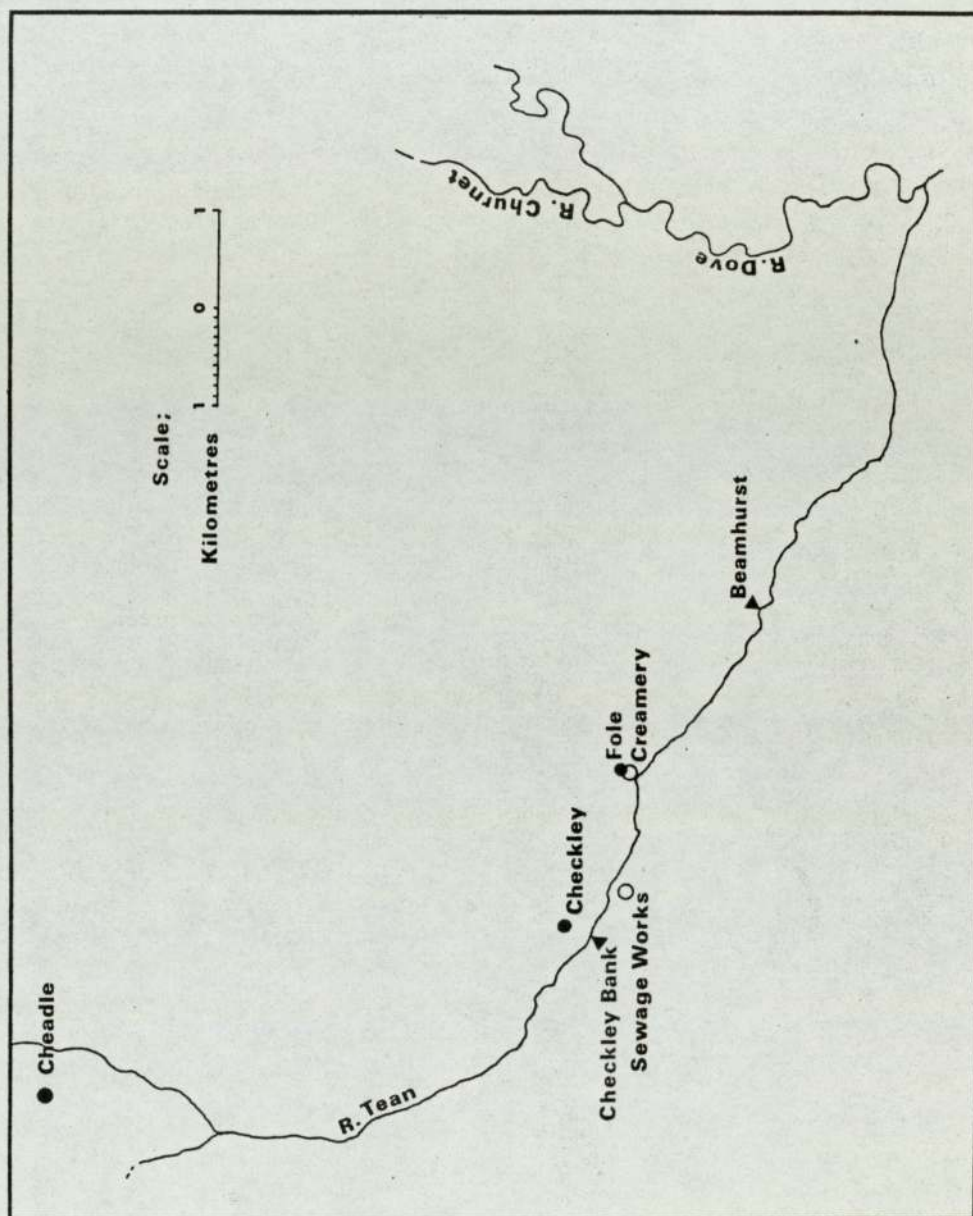 Cheadle
Scale;
Kilometres
1 0 1
R. Churnet
R. Dove
R. Tean
Checkley
Checkley Bank
Sewage Works
Fole
Creamery
Beamhurst